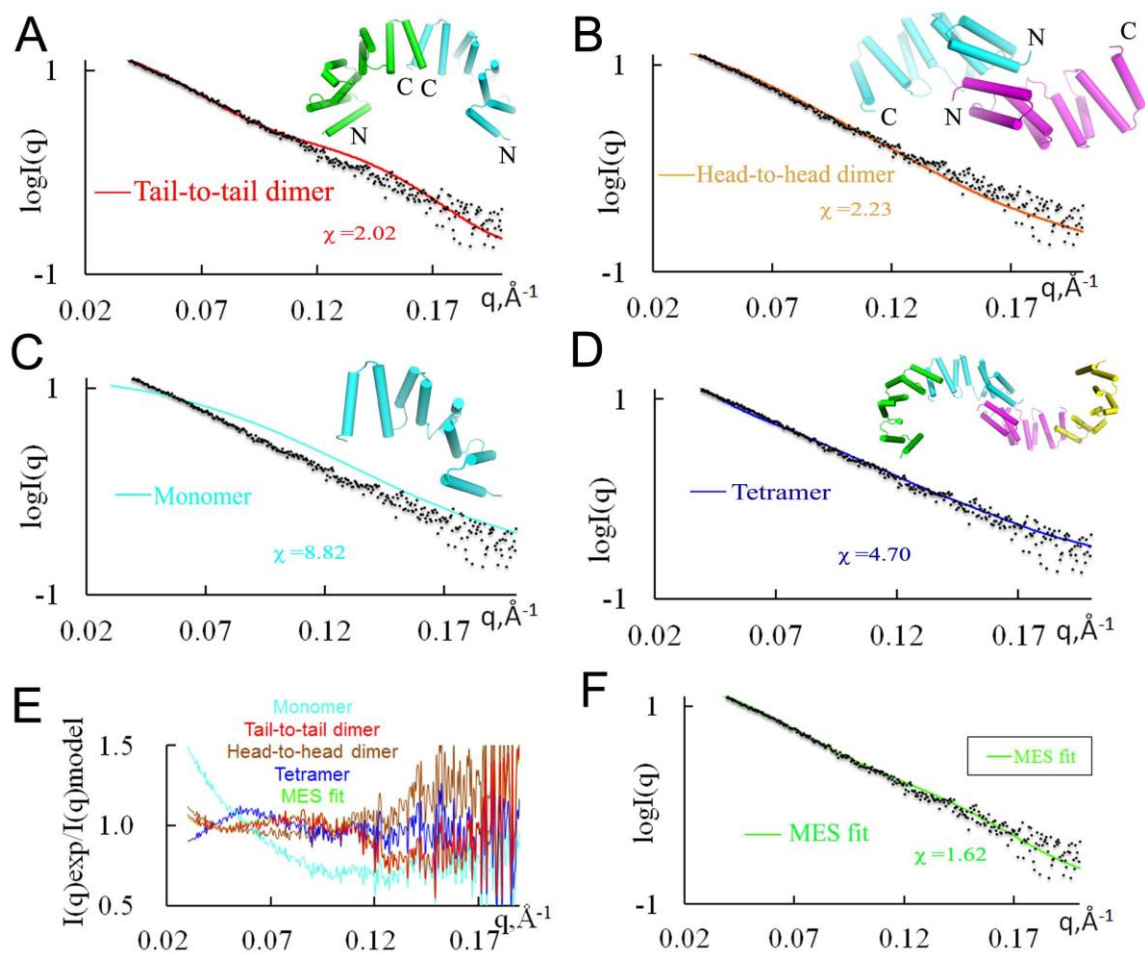 A
1
logI(q)
-1
Tail-to-tail dimer
χ =2.02
C C
N
N
0.02 0.07 0.12 0.17
q,Å⁻¹
B
1
logI(q)
-1
Head-to-head dimer
χ =2.23
N
C
C
N
0.02 0.07 0.12 0.17
q,Å⁻¹
C
1
logI(q)
-1
Monomer
χ =8.82
0.02 0.07 0.12 0.17
q,Å⁻¹
D
1
logI(q)
-1
Tetramer
χ =4.70
0.02 0.07 0.12 0.17
q,Å⁻¹
E
I(q)exp/I(q)model
1.5
1.0
0.5
Monomer
Tail-to-tail dimer
Head-to-head dimer
Tetramer
MES fit
0.02 0.07 0.12 0.17
q,Å⁻¹
F
1
logI(q)
-1
MES fit
MES fit
χ =1.62
0.02 0.07 0.12 0.17
q,Å⁻¹